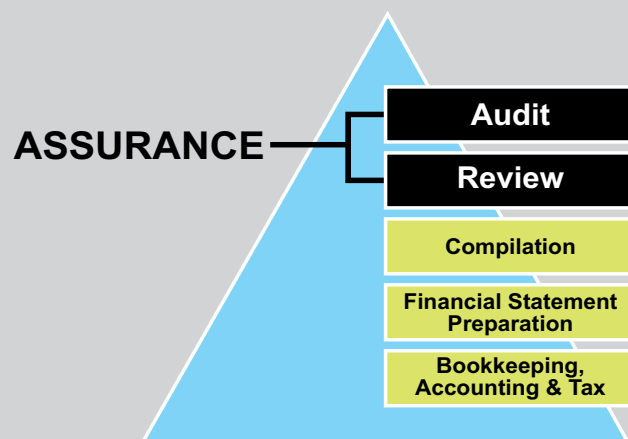 Audit
ASSURANCE
Review
Compilation
Financial Statement
Preparation
Bookkeeping,
Accounting & Tax